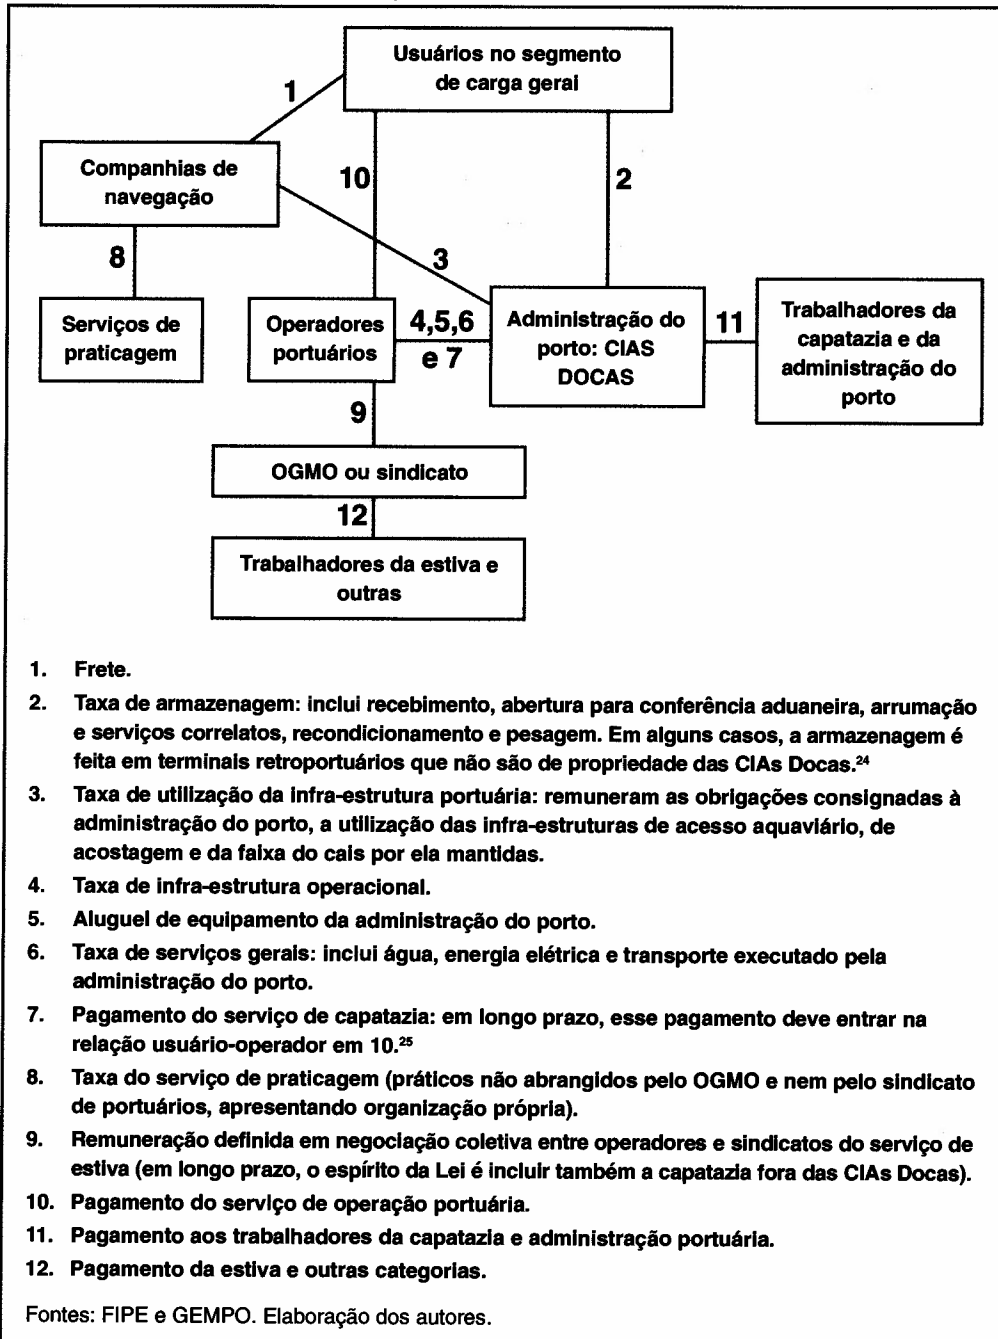 Usuários no segmento
de carga geral
1
Companhias de
navegação
10
2
8
3
Serviços de
praticagem
Operadores
portuários
4,5,6
e 7
Administração do
porto: CIAS
DOCAS
11
Trabalhadores da
capatazia e da
administração do
porto
9
OGMO ou sindicato
12
Trabalhadores da estiva e
outras
1. Frete.
2. Taxa de armazenagem: inclui recebimento, abertura para conferência aduaneira, arrumação
e serviços correlatos, recondicionamento e pesagem. Em alguns casos, a armazenagem é
feita em terminais retroportuários que não são de propriedade das CIAs Docas.²⁴
3. Taxa de utilização da infra-estrutura portuária: remuneram as obrigações consignadas à
administração do porto, a utilização das infra-estruturas de acesso aquaviário, de
acostagem e da faixa do cais por ela mantidas.
4. Taxa de infra-estrutura operacional.
5. Aluguel de equipamento da administração do porto.
6. Taxa de serviços gerais: inclui água, energia elétrica e transporte executado pela
administração do porto.
7. Pagamento do serviço de capatazia: em longo prazo, esse pagamento deve entrar na
relação usuário-operador em 10.²⁵
8. Taxa do serviço de praticagem (práticos não abrangidos pelo OGMO e nem pelo sindicato
de portuários, apresentando organização própria).
9. Remuneração definida em negociação coletiva entre operadores e sindicatos do serviço de
estiva (em longo prazo, o espírito da Lei é incluir também a capatazia fora das CIAs Docas).
10. Pagamento do serviço de operação portuária.
11. Pagamento aos trabalhadores da capatazia e administração portuária.
12. Pagamento da estiva e outras categorias.
Fontes: FIPE e GEMPO. Elaboração dos autores.